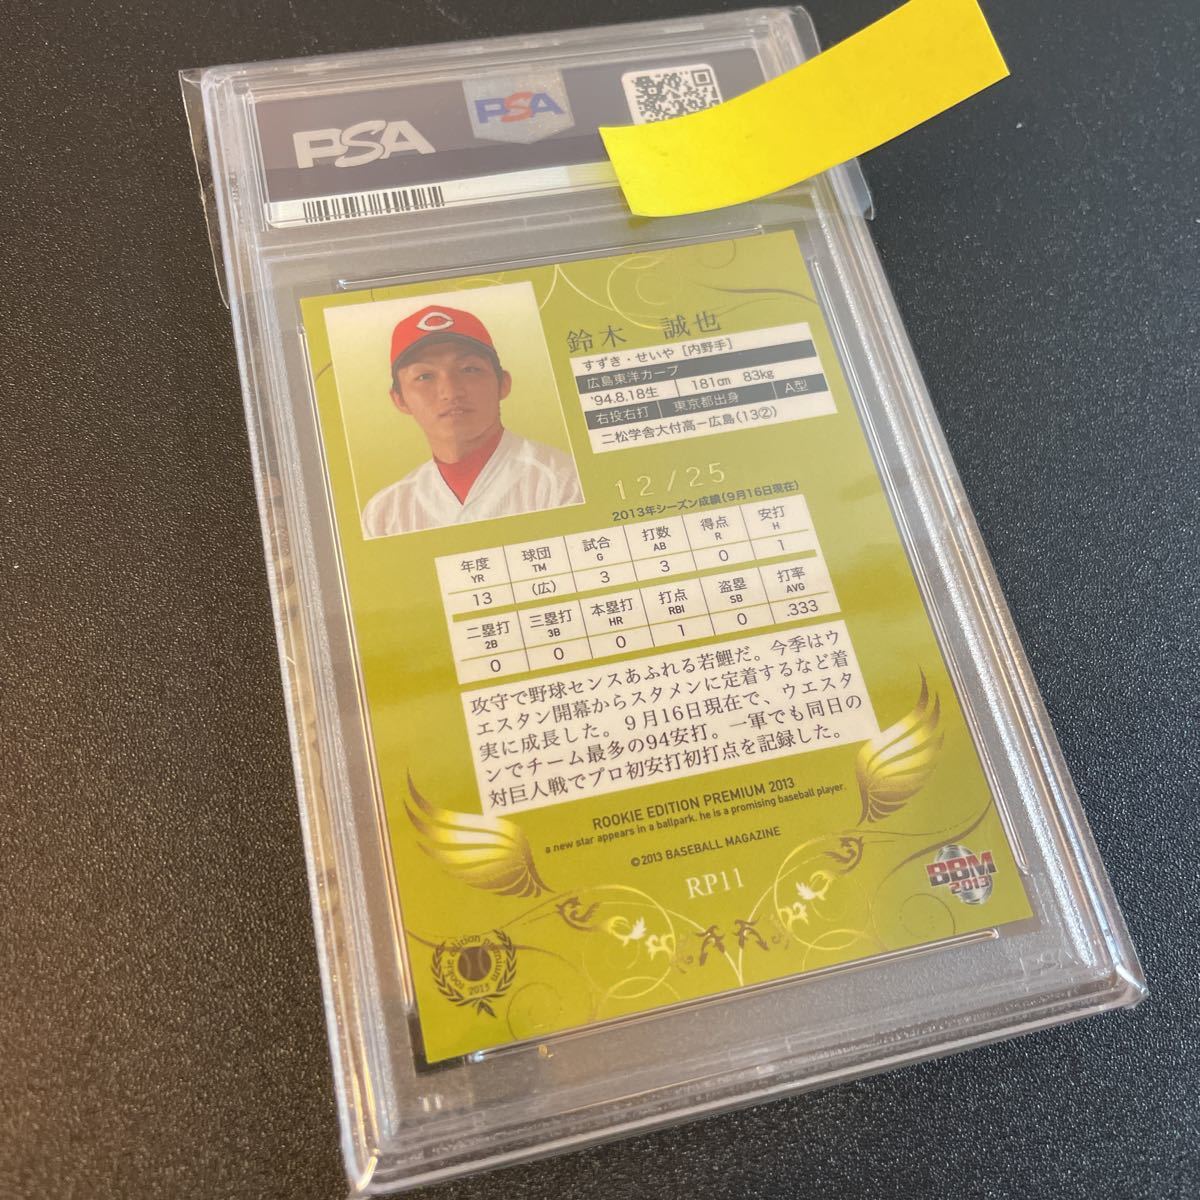 PSA
PSA
鈴木 誠也
すずき・せいや [内野手]
広島東洋カープ
'94.8.18生 181㎝ 83㎏
右投右打 東京都出身 A型
二松学舎大付高ー広島(13②)
12/25
2013年シーズン成績(9月16日現在)
年度 球団 試合 打数 得点 安打
YR TM G AB R H
13 (広) 3 3 0 1
二塁打 三塁打 本塁打 打点 盗塁 打率
2B 3B HR RBI SB AVG
0 0 0 1 0 .333
攻守で野球センスあふれる若鯉だ。今季はウ
エスタン開幕からスタメンに定着するなど着
実に成長した。9月16日現在で、ウエスタ
ンでチーム最多の94安打。一軍でも同日の
対巨人戦でプロ初安打初打点を記録した。
ROOKIE EDITION PREMIUM 2013
a new star appears in a ballpark. he is a promising baseball player.
©2013 BASEBALL MAGAZINE
RP11
BBM
2013
rookie edition premium
2013